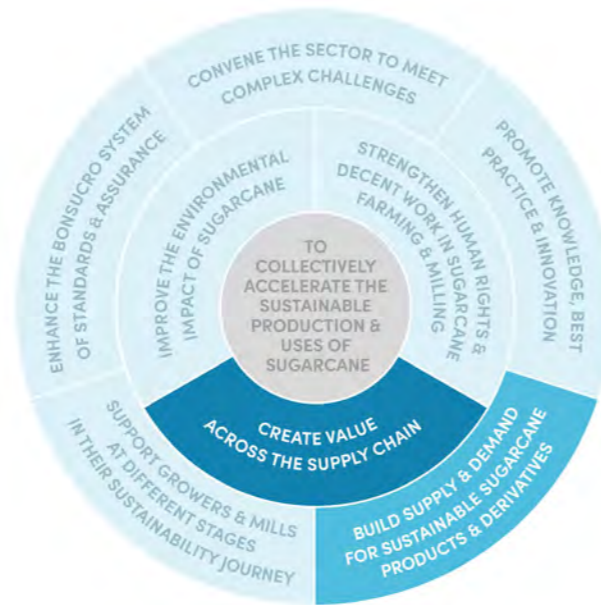 CONVENE THE SECTOR TO MEET
COMPLEX CHALLENGES
PROMOTE KNOWLEDGE, BEST
PRACTICE & INNOVATION
BUILD SUPPLY & DEMAND
FOR SUSTAINABLE SUGARCANE
PRODUCTS & DERIVATIVES
SUPPORT GROWERS & MILLS
AT DIFFERENT STAGES
IN THEIR SUSTAINABILITY JOURNEY
ENHANCE THE BONSUCRO SYSTEM
OF STANDARDS & ASSURANCE
IMPROVE THE ENVIRONMENTAL
IMPACT OF SUGARCANE
STRENGTHEN HUMAN RIGHTS &
DECENT WORK IN SUGARCANE
FARMING & MILLING
CREATE VALUE
ACROSS THE SUPPLY CHAIN
TO
COLLECTIVELY
ACCELERATE THE
SUSTAINABLE
PRODUCTION &
USES OF
SUGARCANE